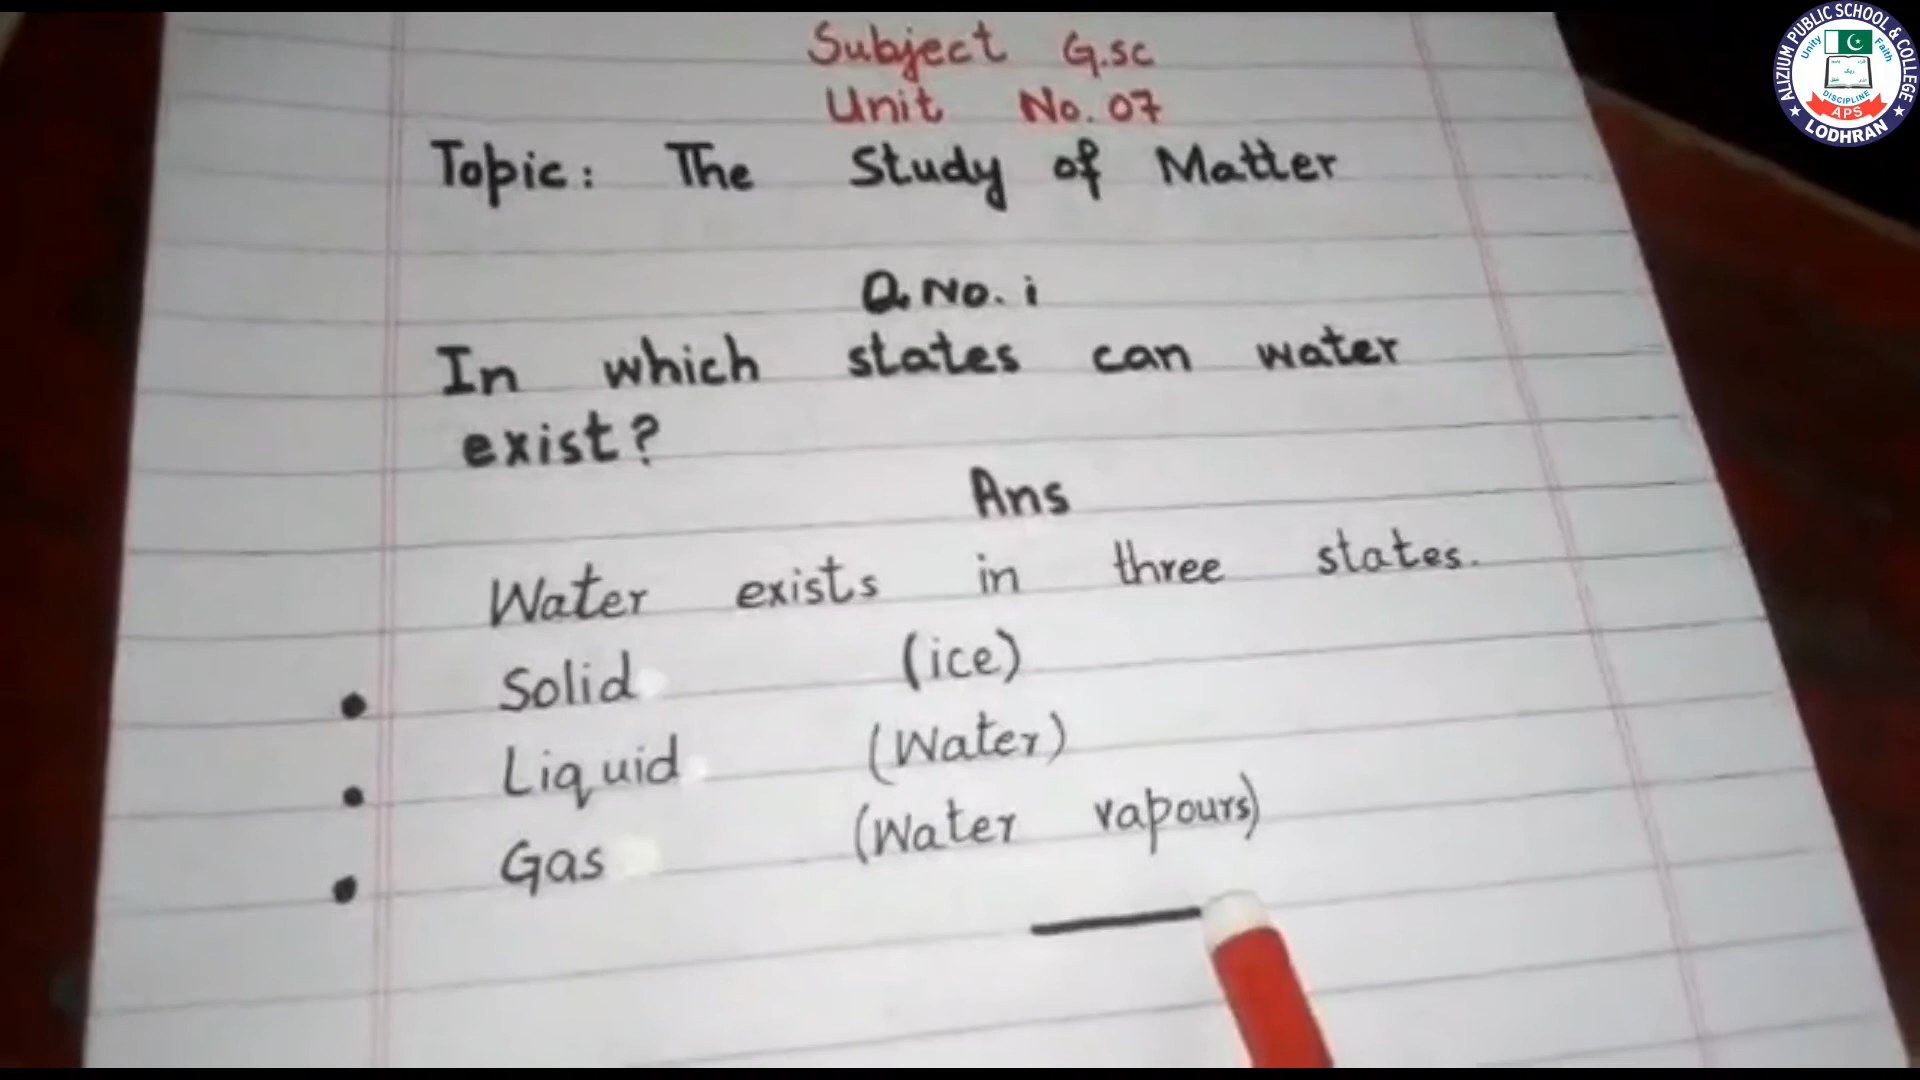 Subject G.sc
Unit No. 07
Topic: The Study of Matter
Q No. i
In which states can water
exist?
Ans
Water exists in three states.
• Solid (ice)
• Liquid (Water)
• Gas (Water vapours)
ALIZIUM PUBLIC SCHOOL & COLLEGE
Unity
Faith
DISCIPLINE
APS
LODHRAN